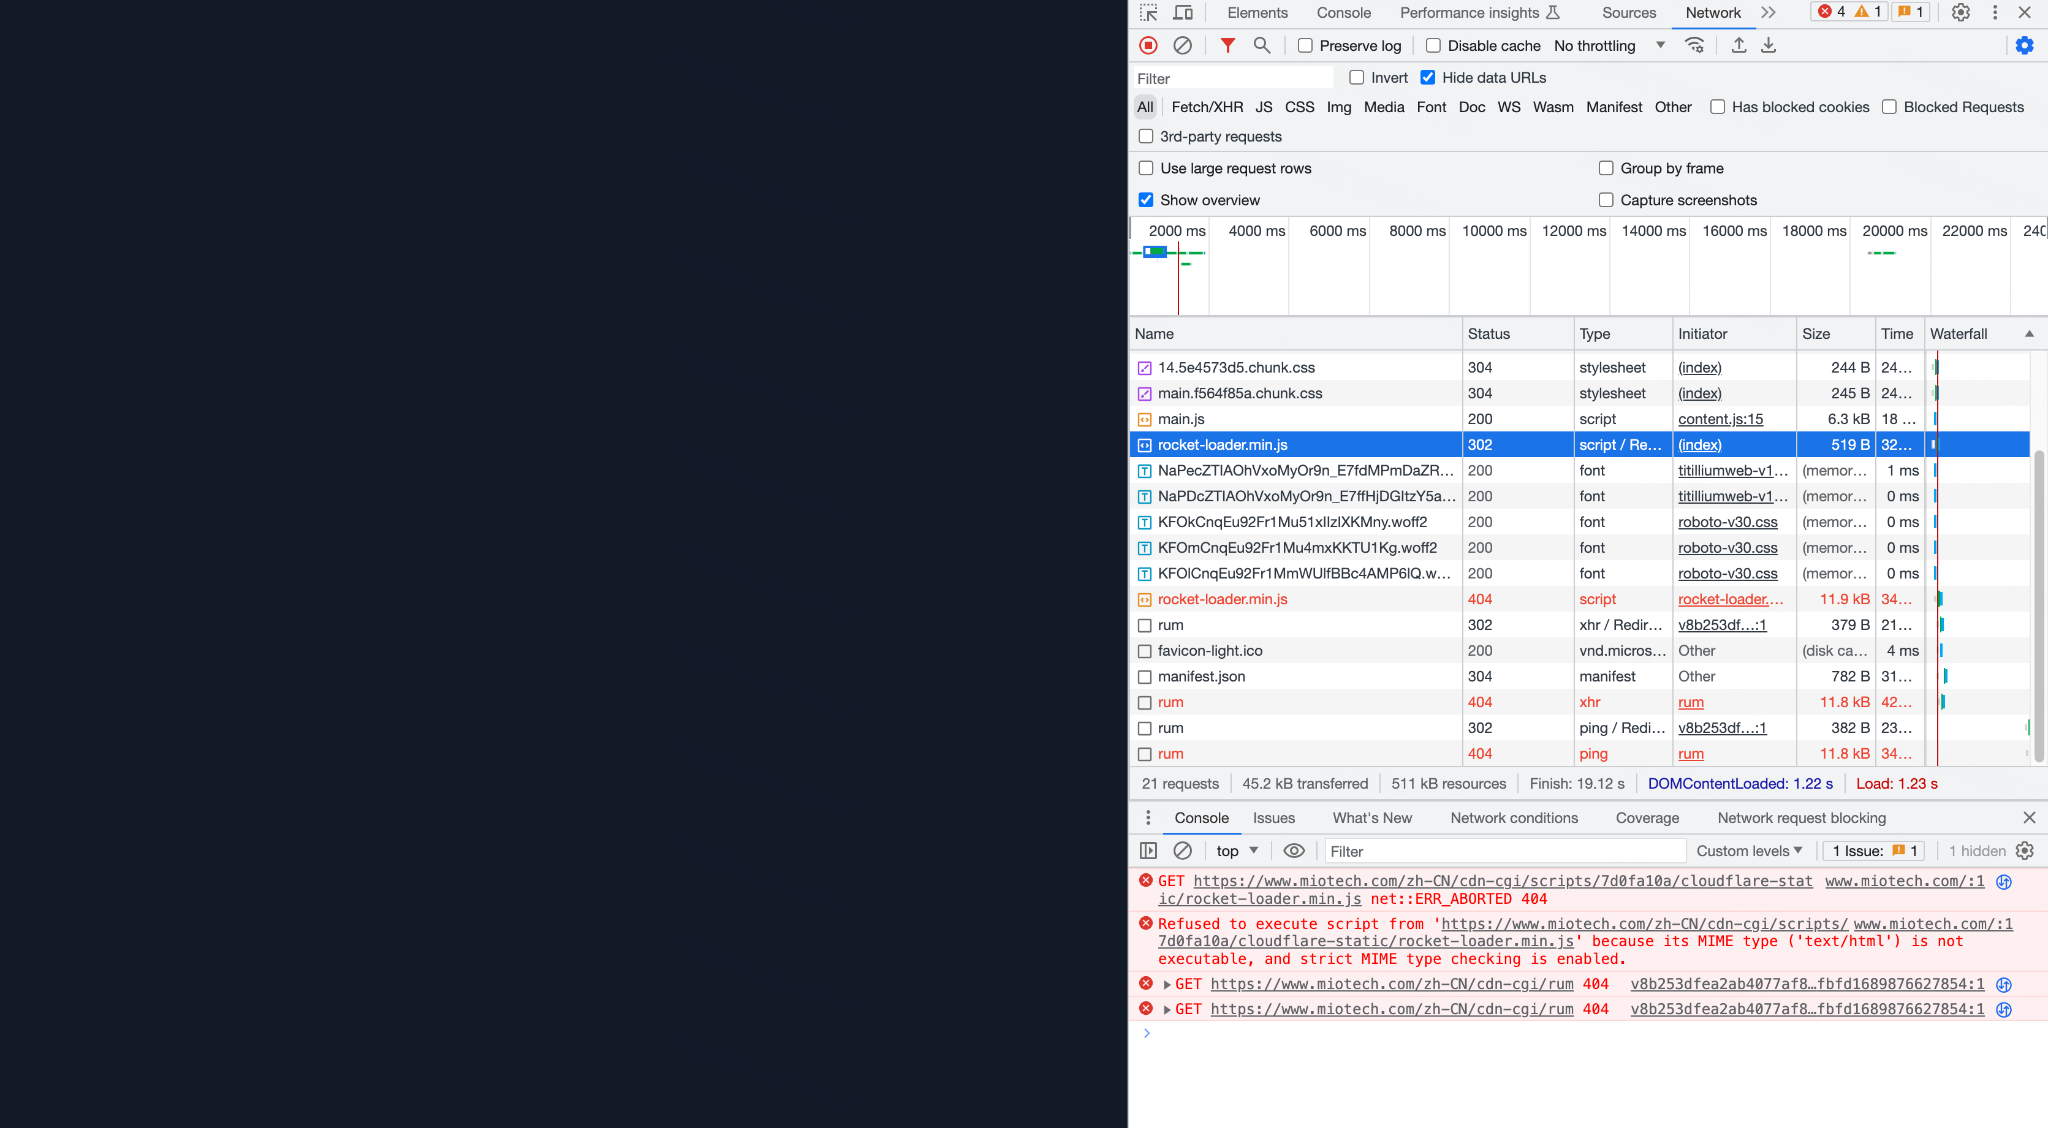 Elements Console Performance insights Sources Network 4 1 1
Preserve log Disable cache No throttling
Filter Invert Hide data URLs
All Fetch/XHR JS CSS Img Media Font Doc WS Wasm Manifest Other Has blocked cookies Blocked Requests
3rd-party requests
Use large request rows Group by frame
Show overview Capture screenshots
2000 ms 4000 ms 6000 ms 8000 ms 10000 ms 12000 ms 14000 ms 16000 ms 18000 ms 20000 ms 22000 ms 240
Name Status Type Initiator Size Time Waterfall
14.5e4573d5.chunk.css 304 stylesheet (index) 244 B 24...
main.f564f85a.chunk.css 304 stylesheet (index) 245 B 24...
main.js 200 script content.js:15 6.3 kB 18 ...
rocket-loader.min.js 302 script / Re... (index) 519 B 32...
NaPecZTIAOhVxoMyOr9n_E7fdMPmDaZR... 200 font titilliumweb-v1... (memor... 1 ms
NaPDcZTIAOhVxoMyOr9n_E7ffHjDGItzY5a... 200 font titilliumweb-v1... (memor... 0 ms
KFOkCnqEu92Fr1Mu51xIIzIXKMny.woff2 200 font roboto-v30.css (memor... 0 ms
KFOmCnqEu92Fr1Mu4mxKKTU1Kg.woff2 200 font roboto-v30.css (memor... 0 ms
KFOlCnqEu92Fr1MmWUlfBBc4AMP6lQ.w... 200 font roboto-v30.css (memor... 0 ms
rocket-loader.min.js 404 script rocket-loader.... 11.9 kB 34...
rum 302 xhr / Redir... v8b253df...:1 379 B 21...
favicon-light.ico 200 vnd.micros... Other (disk ca... 4 ms
manifest.json 304 manifest Other 782 B 31...
rum 404 xhr rum 11.8 kB 42...
rum 302 ping / Redi... v8b253df...:1 382 B 23...
rum 404 ping rum 11.8 kB 34...
21 requests 45.2 kB transferred 511 kB resources Finish: 19.12 s DOMContentLoaded: 1.22 s Load: 1.23 s
Console Issues What's New Network conditions Coverage Network request blocking
top Filter Custom levels 1 Issue: 1 1 hidden
GET https://www.miotech.com/zh-CN/cdn-cgi/scripts/7d0fa10a/cloudflare-stat www.miotech.com/:1
ic/rocket-loader.min.js net::ERR_ABORTED 404
Refused to execute script from 'https://www.miotech.com/zh-CN/cdn-cgi/scripts/ www.miotech.com/:1
7d0fa10a/cloudflare-static/rocket-loader.min.js' because its MIME type ('text/html') is not
executable, and strict MIME type checking is enabled.
GET https://www.miotech.com/zh-CN/cdn-cgi/rum 404 v8b253dfea2ab4077af8…fbfd1689876627854:1
GET https://www.miotech.com/zh-CN/cdn-cgi/rum 404 v8b253dfea2ab4077af8…fbfd1689876627854:1